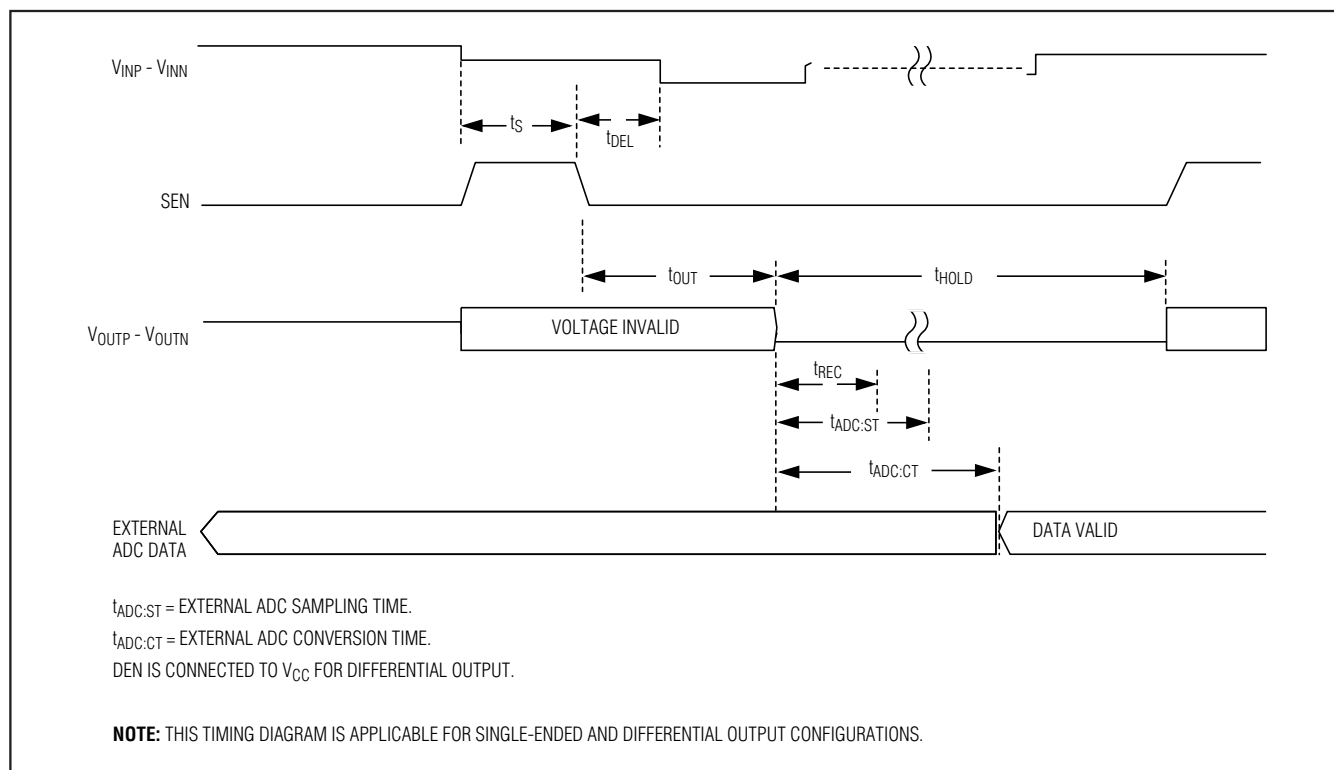 VINP - VINN
tS
tDEL
SEN
tOUT
tHOLD
VOUTP - VOUTN
VOLTAGE INVALID
tREC
tADC:ST
tADC:CT
EXTERNAL
ADC DATA
DATA VALID
tADC:ST = EXTERNAL ADC SAMPLING TIME.
tADC:CT = EXTERNAL ADC CONVERSION TIME.
DEN IS CONNECTED TO VCC FOR DIFFERENTIAL OUTPUT.
NOTE: THIS TIMING DIAGRAM IS APPLICABLE FOR SINGLE-ENDED AND DIFFERENTIAL OUTPUT CONFIGURATIONS.